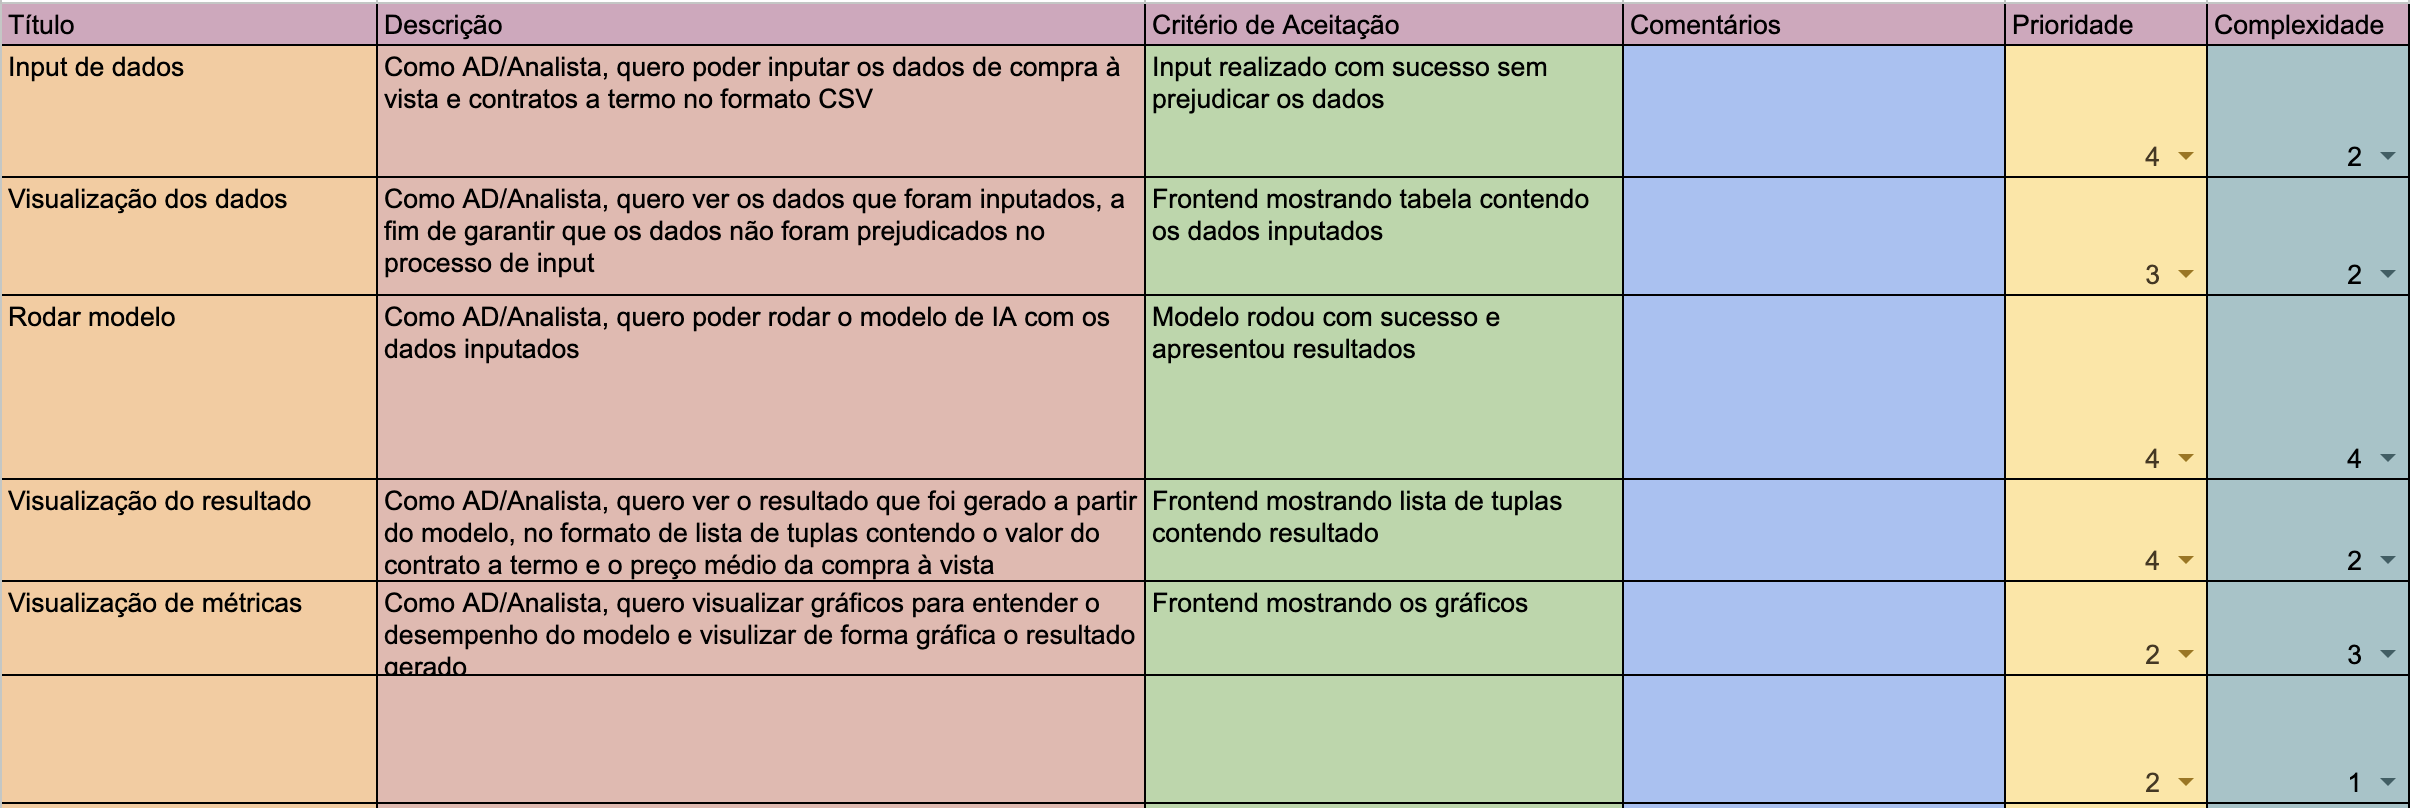 Título
Descrição
Critério de Aceitação
Comentários
Prioridade
Complexidade
Input de dados
Como AD/Analista, quero poder inputar os dados de compra à
vista e contratos a termo no formato CSV
Input realizado com sucesso sem
prejudicar os dados
4
2
Visualização dos dados
Como AD/Analista, quero ver os dados que foram inputados, a
fim de garantir que os dados não foram prejudicados no
processo de input
Frontend mostrando tabela contendo
os dados inputados
3
2
Rodar modelo
Como AD/Analista, quero poder rodar o modelo de IA com os
dados inputados
Modelo rodou com sucesso e
apresentou resultados
4
4
Visualização do resultado
Como AD/Analista, quero ver o resultado que foi gerado a partir
do modelo, no formato de lista de tuplas contendo o valor do
contrato a termo e o preço médio da compra à vista
Frontend mostrando lista de tuplas
contendo resultado
4
2
Visualização de métricas
Como AD/Analista, quero visualizar gráficos para entender o
desempenho do modelo e visulizar de forma gráfica o resultado
gerado
Frontend mostrando os gráficos
2
3
2
1